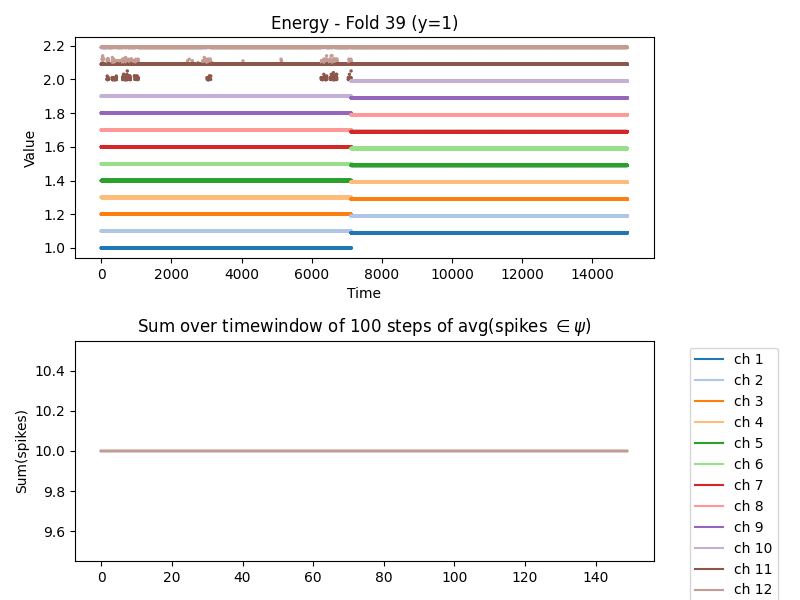 Energy - Fold 39 (y=1)
2.2
2.0
1.8
1.6
1.4
1.2
1.0
Value
0 2000 4000 6000 8000 10000 12000 14000
Time
Sum over timewindow of 100 steps of avg(spikes ∈ ψ)
10.4
10.2
10.0
9.8
9.6
Sum(spikes)
0 20 40 60 80 100 120 140
ch 1
ch 2
ch 3
ch 4
ch 5
ch 6
ch 7
ch 8
ch 9
ch 10
ch 11
ch 12